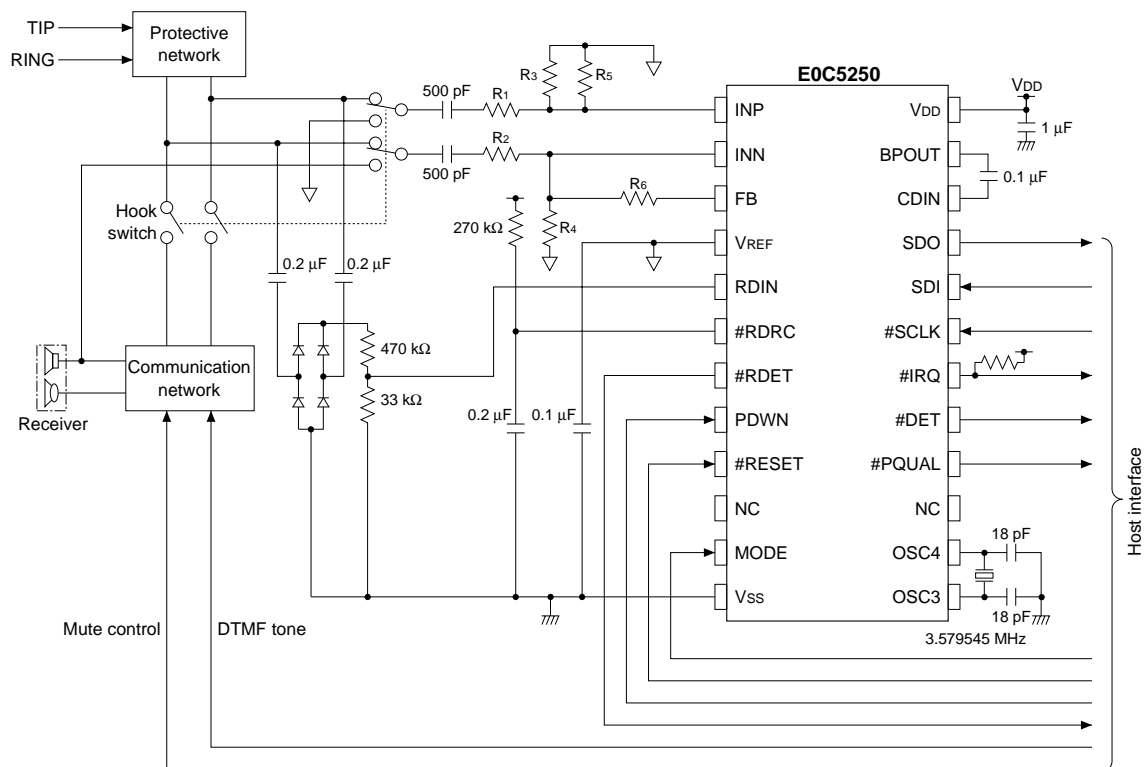 TIP
RING
Protective
network
500 pF
R1
R3
R5
R2
500 pF
R6
R4
270 kΩ
Hook
switch
0.2 µF
0.2 µF
470 kΩ
33 kΩ
0.2 µF
0.1 µF
Communication
network
Receiver
Mute control
DTMF tone
E0C5250
INP
INN
FB
VREF
RDIN
#RDRC
#RDET
PDWN
#RESET
NC
MODE
VSS
VDD
BPOUT
CDIN
SDO
SDI
#SCLK
#IRQ
#DET
#PQUAL
NC
OSC4
OSC3
VDD
1 µF
0.1 µF
18 pF
18 pF
3.579545 MHz
Host interface